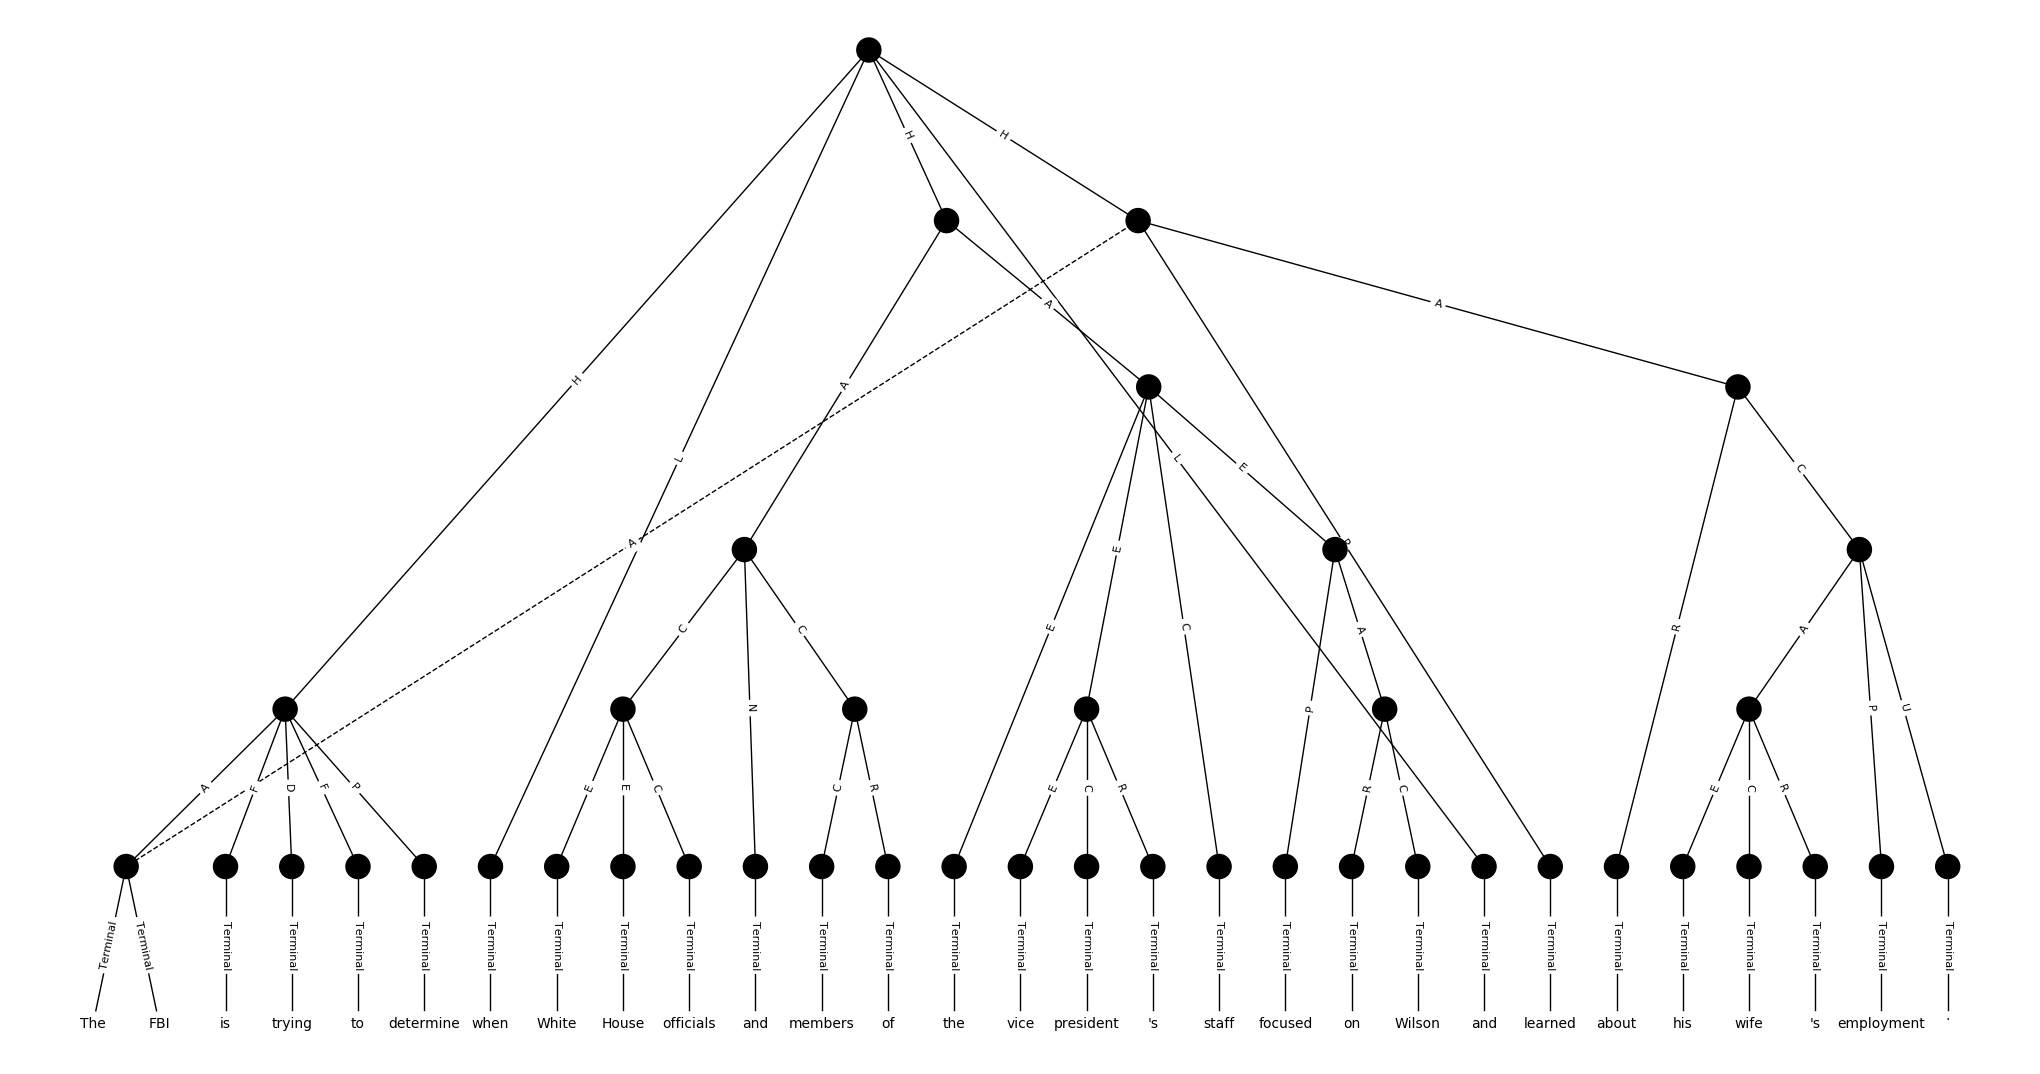 H
H
A
A
H
A
L
L
E
C
A
E
P
C
C
E
C
R
A
A
N
P
P
U
A
F
D
F
P
E
E
C
C
R
E
C
R
R
C
E
C
R
Terminal Terminal Terminal Terminal Terminal Terminal Terminal Terminal Terminal Terminal Terminal Terminal Terminal Terminal Terminal Terminal Terminal Terminal Terminal Terminal Terminal Terminal Terminal Terminal Terminal Terminal Terminal Terminal Terminal
The FBI is trying to determine when White House officials and members of the vice president 's staff focused on Wilson and learned about his wife 's employment .